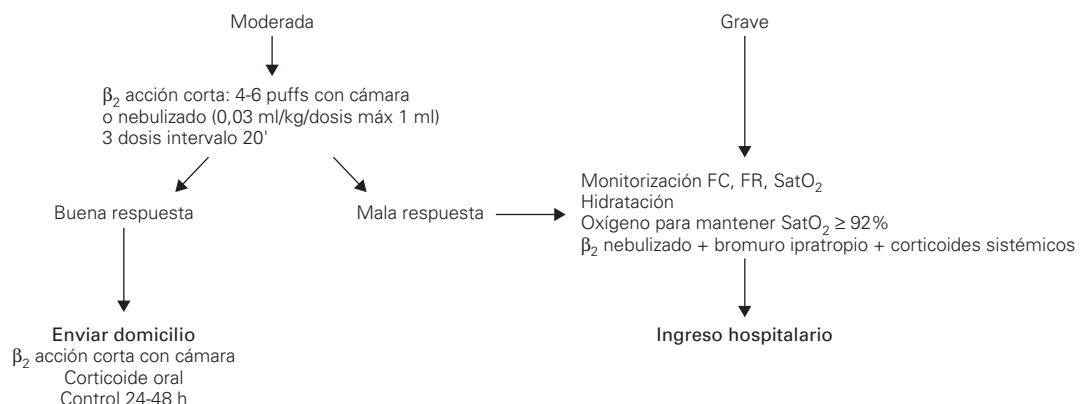 Moderada
Grave
β₂ acción corta: 4-6 puffs con cámara
o nebulizado (0,03 ml/kg/dosis máx 1 ml)
3 dosis intervalo 20'
Buena respuesta
Mala respuesta
Monitorización FC, FR, SatO₂
Hidratación
Oxígeno para mantener SatO₂ ≥ 92%
β₂ nebulizado + bromuro ipratropio + corticoides sistémicos
Enviar domicilio
β₂ acción corta con cámara
Corticoide oral
Control 24-48 h
Ingreso hospitalario